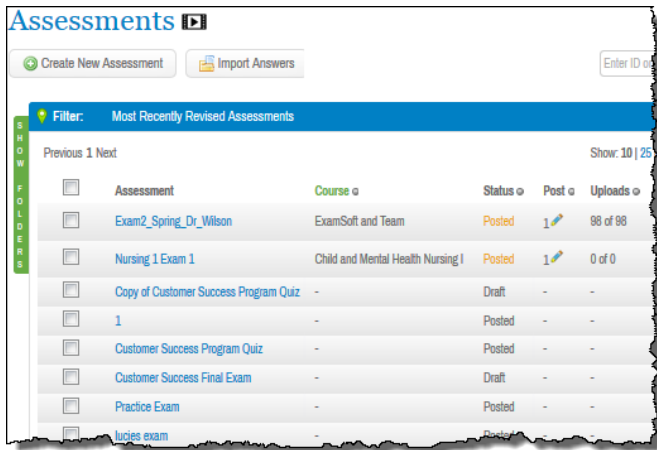 Assessments
Create New Assessment Import Answers Enter ID
Filter: Most Recently Revised Assessments
SHOW FOLDERS
Previous 1 Next Show: 10 | 25
Assessment Course Status Post Uploads
Exam2_Spring_Dr_Wilson ExamSoft and Team Posted 1 98 of 98
Nursing 1 Exam 1 Child and Mental Health Nursing I Posted 1 0 of 0
Copy of Customer Success Program Quiz - Draft - -
1 - Posted - -
Customer Success Program Quiz - Posted - -
Customer Success Final Exam - Draft - -
Practice Exam - Posted - -
lucies exam - Posted - -